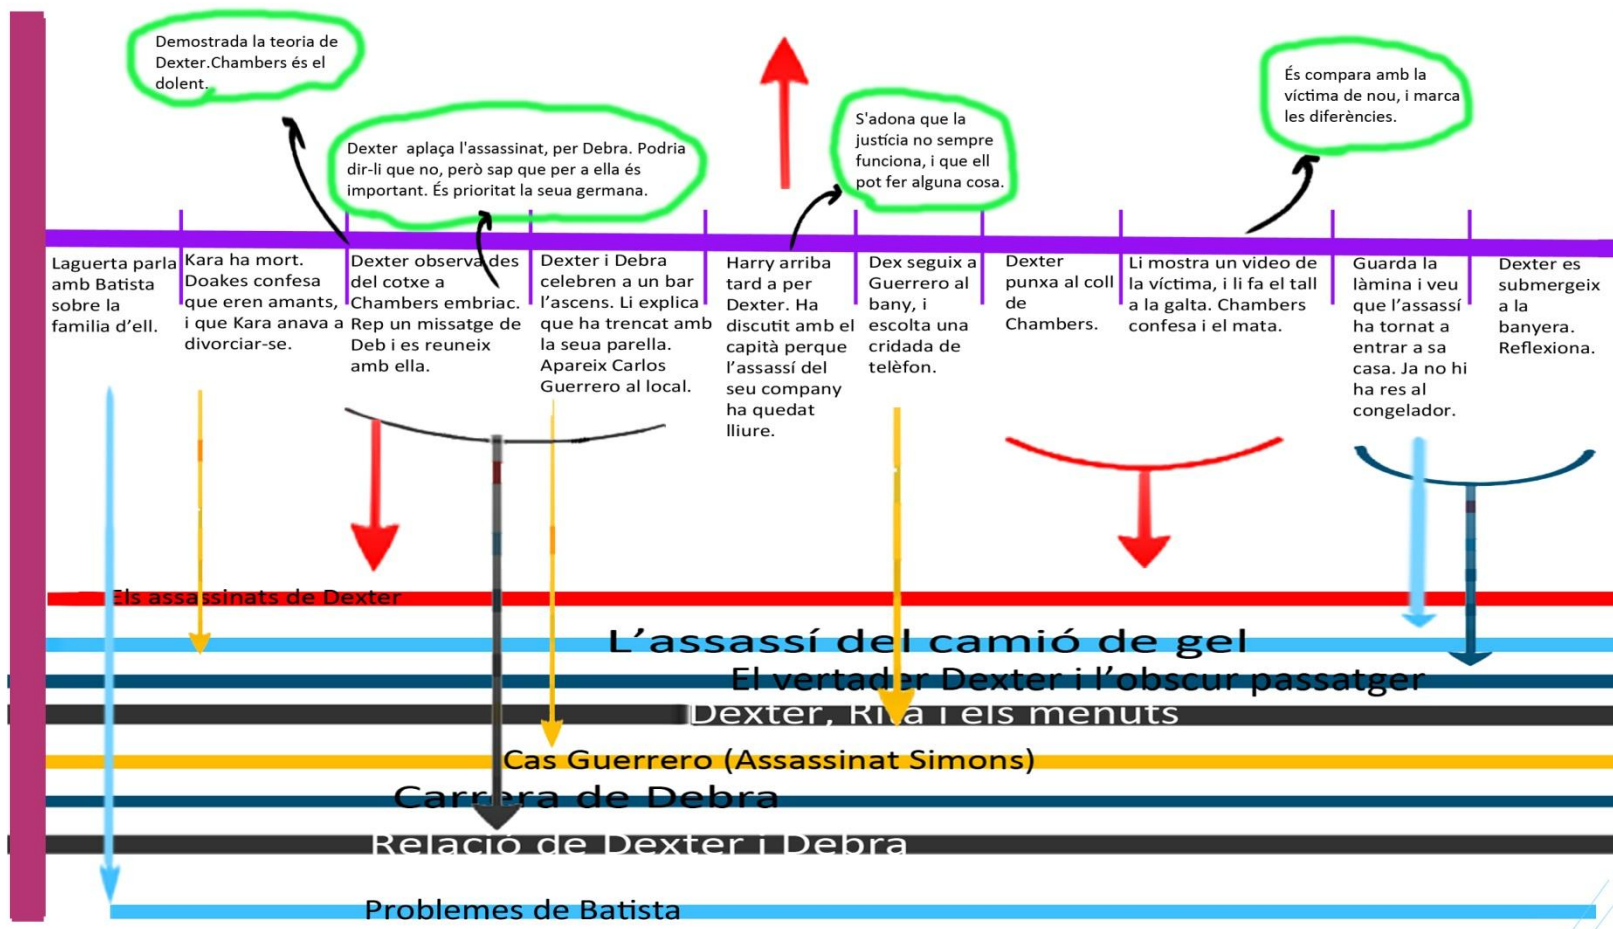 Demostrada la teoria de
Dexter.Chambers és el
dolent.
Dexter  aplaça l'assassinat, per Debra. Podria
dir-li que no, però sap que per a ella és
important. És prioritat la seua germana.
S'adona que la
justícia no sempre
funciona, i que ell
pot fer alguna cosa.
És compara amb la
víctima de nou, i marca
les diferències.
Laguerta parla
amb Batista
sobre la
familia d’ell.
Kara ha mort.
Doakes confesa
que eren amants,
i que Kara anava a
divorciar-se.
Dexter observa des
del cotxe a
Chambers embriac.
Rep un missatge de
Deb i es reuneix
amb ella.
Dexter i Debra
celebren a un bar
l’ascens. Li explica
que ha trencat amb
la seua parella.
Apareix Carlos
Guerrero al local.
Harry arriba
tard a per
Dexter. Ha
discutit amb el
capità perque
l’assassí del
seu company
ha quedat
lliure.
Dex seguix a
Guerrero al
bany, i
escolta una
cridada de
telèfon.
Dexter
punxa al coll
de
Chambers.
Li mostra un video de
la víctima, i li fa el tall
a la galta. Chambers
confesa i el mata.
Guarda la
làmina i veu
que l’assassí
ha tornat a
entrar a sa
casa. Ja no hi
ha res al
congelador.
Dexter es
submergeix
a la
banyera.
Reflexiona.
Els assassinats de Dexter
L’assassí del camió de gel
El vertader Dexter i l’obscur passatger
Dexter, Rita i els menuts
Cas Guerrero (Assassinat Simons)
Carrera de Debra
Relació de Dexter i Debra
Problemes de Batista